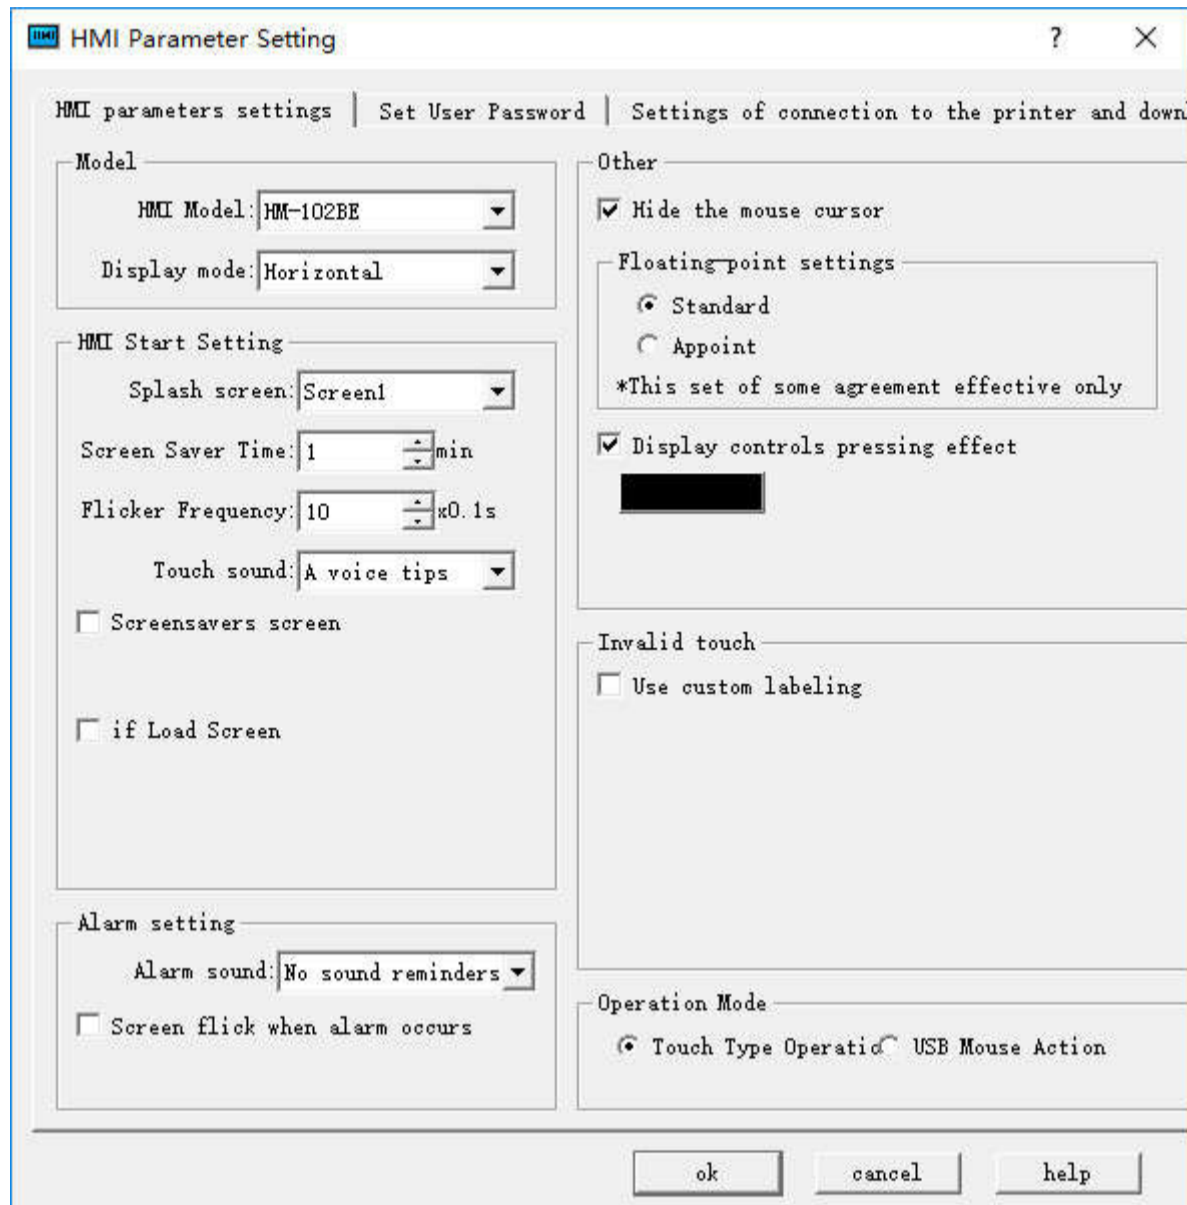 HMI
HMI Parameter Setting
?
HMI parameters settings
Set User Password
Settings of connection to the printer and down
Model
HMI Model:
HM-102BE
Display mode:
Horizontal
HMI Start Setting
Splash screen:
Screen1
Screen Saver Time:
1
min
Flicker Frequency:
10
x0.1s
Touch sound:
A voice tips
Screensavers screen
if Load Screen
Alarm setting
Alarm sound:
No sound reminders
Screen flick when alarm occurs
Other
Hide the mouse cursor
Floating-point settings
Standard
Appoint
*This set of some agreement effective only
Display controls pressing effect
Invalid touch
Use custom labeling
Operation Mode
Touch Type Operatio
USB Mouse Action
ok
cancel
help